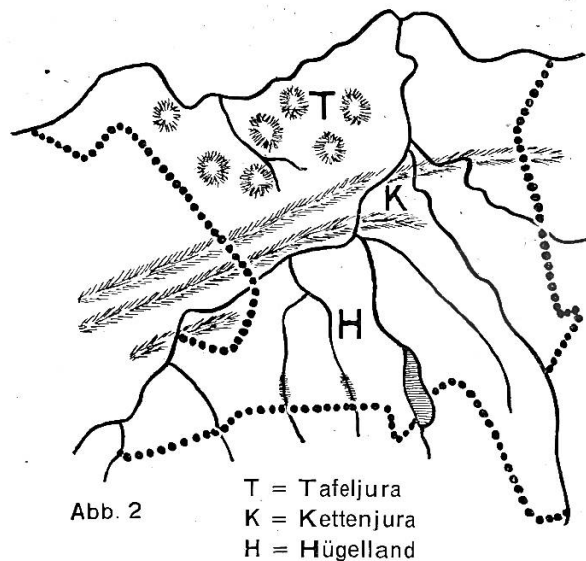 T
K
H
Abb. 2
T = Tafeljura
K = Kettenjura
H = Hügelland